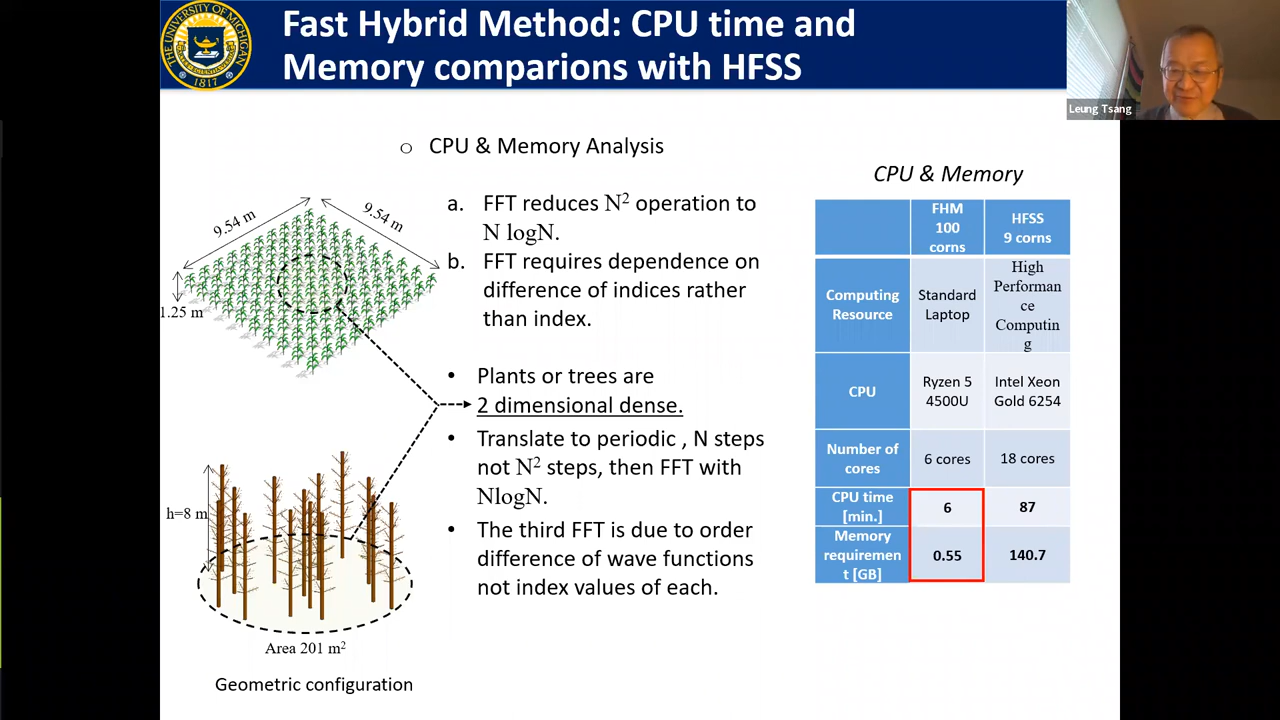 THE UNIVERSITY OF MICHIGAN
1817
Fast Hybrid Method: CPU time and
Memory comparions with HFSS
Leung Tsang
o CPU & Memory Analysis
a. FFT reduces N² operation to
N logN.
b. FFT requires dependence on
difference of indices rather
than index.
• Plants or trees are
2 dimensional dense.
• Translate to periodic , N steps
not N² steps, then FFT with
NlogN.
• The third FFT is due to order
difference of wave functions
not index values of each.
9.54 m
9.54 m
1.25 m
h=8 m
Area 201 m²
Geometric configuration
CPU & Memory
FHM
100
corns
HFSS
9 corns
Computing
Resource
Standard
Laptop
High
Performan
ce
Computin
g
CPU
Ryzen 5
4500U
Intel Xeon
Gold 6254
Number of
cores
6 cores
18 cores
CPU time
[min.]
6
87
Memory
requiremen
t [GB]
0.55
140.7